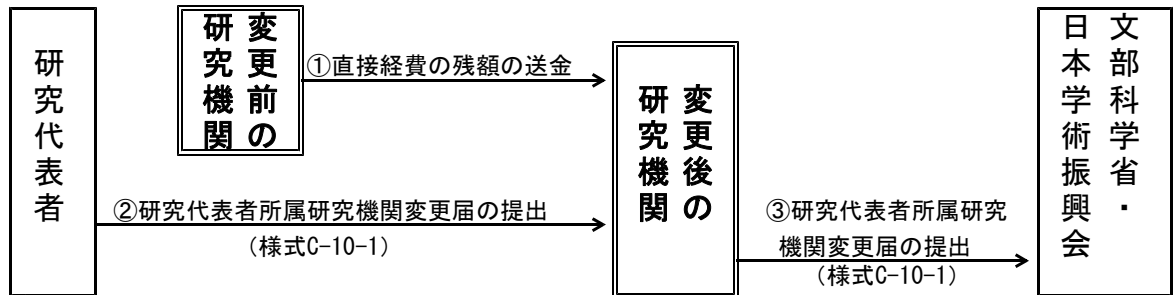 研究代表者
変更前の
研究機関
①直接経費の残額の送金
②研究代表者所属研究機関変更届の提出
（様式C-10-1）
変更後の
研究機関
③研究代表者所属研究
機関変更届の提出
（様式C-10-1）
文部科学省・
日本学術振興会